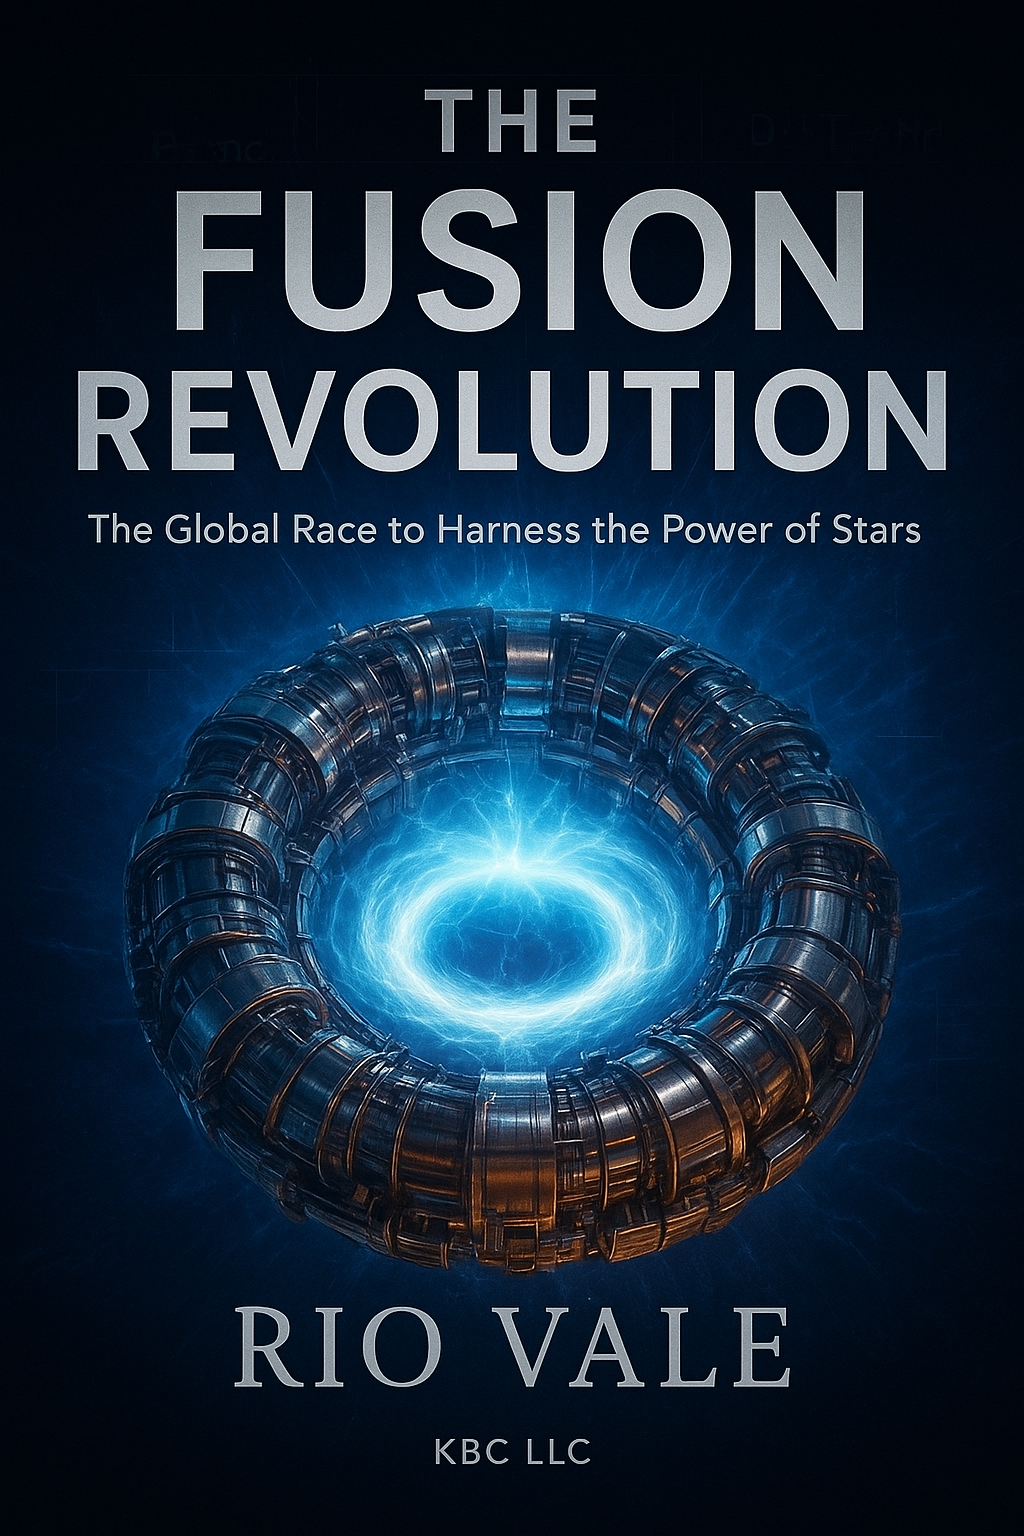 THE
FUSION
REVOLUTION
The Global Race to Harness the Power of Stars
RIO VALE
KBC LLC